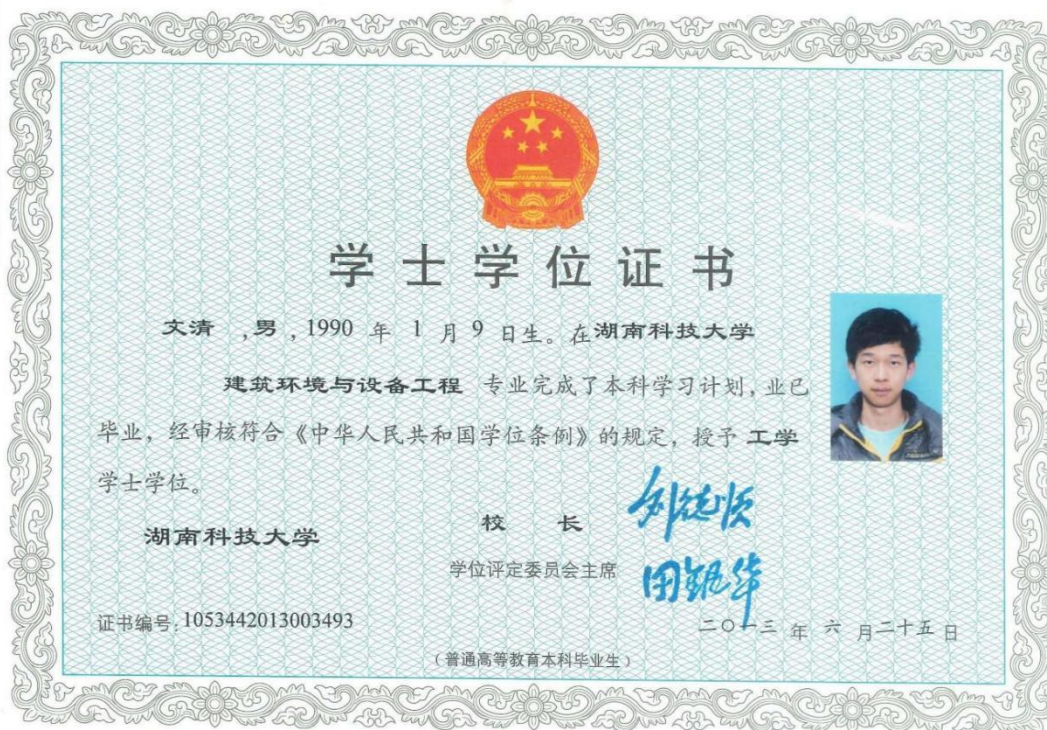 学士学位证书
文清 ,男 , 1990 年 1 月 9 日生。在湖南科技大学
建筑环境与设备工程 专业完成了本科学习计划, 业已
毕业, 经审核符合《中华人民共和国学位条例》的规定, 授予 工学
学士学位。
湖南科技大学 校 长 刘德顺
学位评定委员会主席 田银华
证书编号: 1053442013003493 二〇一三 年 六 月二十五 日
(普通高等教育本科毕业生)